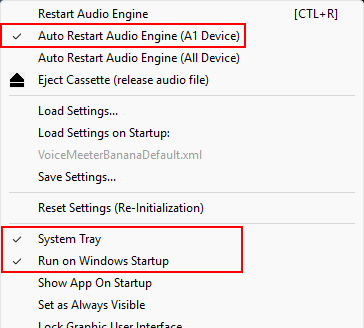 Restart Audio Engine [CTL+R]
Auto Restart Audio Engine (A1 Device)
Auto Restart Audio Engine (All Device)
Eject Cassette (release audio file)
Load Settings...
Load Settings on Startup:
VoiceMeeterBananaDefault.xml
Save Settings...
Reset Settings (Re-Initialization)
System Tray
Run on Windows Startup
Show App On Startup
Set as Always Visible
Lock Graphic User Interface